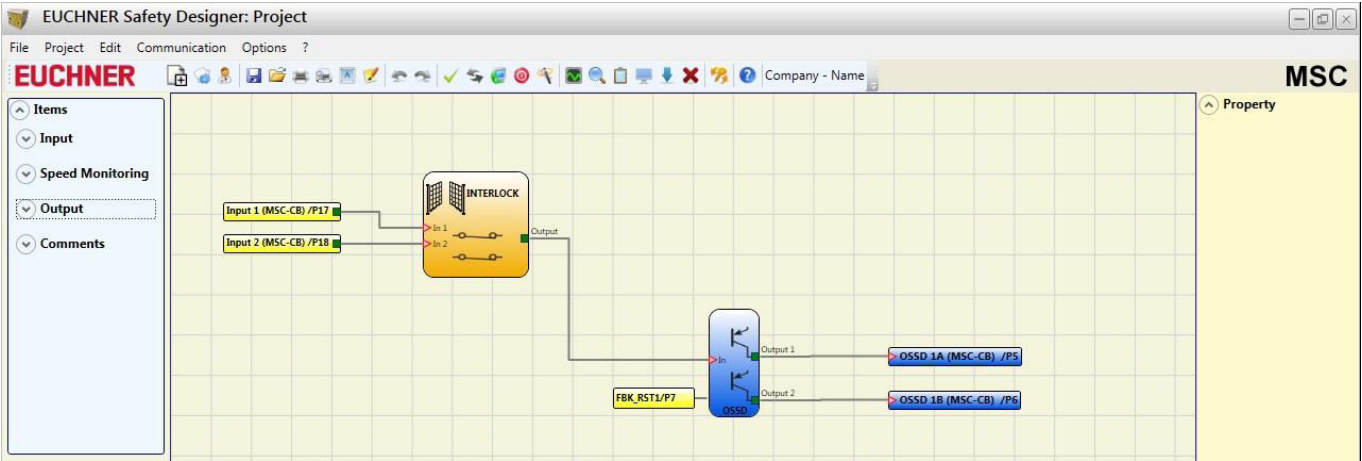 EUCHNER Safety Designer: Project
File Project Edit Communication Options ?
EUCHNER Company - Name MSC
Items
Input
Speed Monitoring
Output
Comments
Property
INTERLOCK
Input 1 (MSC-CB) /P17
In 1
Output
Input 2 (MSC-CB) /P18
In 2
Output 1
In
OSSD 1A (MSC-CB) /P5
FBK_RST1/P7
Output 2
OSSD 1B (MSC-CB) /P6
OSSD